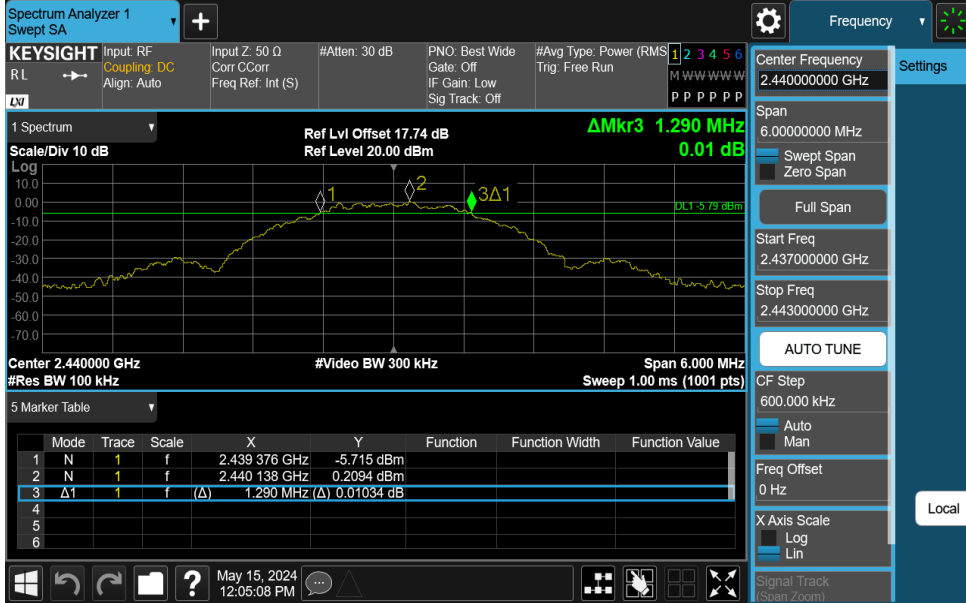 Spectrum Analyzer 1
Swept SA
+
Frequency
KEYSIGHT
RL
LXI
Input: RF
Coupling: DC
Align: Auto
Input Z: 50 Ω
Corr CCorr
Freq Ref: Int (S)
#Atten: 30 dB
PNO: Best Wide
Gate: Off
IF Gain: Low
Sig Track: Off
#Avg Type: Power (RMS
Trig: Free Run
1 2 3 4 5 6
M W W W W W
P P P P P P
1 Spectrum
Scale/Div 10 dB
Ref Lvl Offset 17.74 dB
Ref Level 20.00 dBm
ΔMkr3 1.290 MHz
0.01 dB
Log
10.0
0.00
-10.0
-20.0
-30.0
-40.0
-50.0
-60.0
-70.0
1
2
3Δ1
DL1 -5.79 dBm
Center 2.440000 GHz
#Video BW 300 kHz
Span 6.000 MHz
#Res BW 100 kHz
Sweep 1.00 ms (1001 pts)
5 Marker Table
Mode Trace Scale X Y Function Function Width Function Value
1 N 1 f 2.439 376 GHz -5.715 dBm
2 N 1 f 2.440 138 GHz 0.2094 dBm
3 Δ1 1 f (Δ) 1.290 MHz (Δ) 0.01034 dB
4
5
6
Center Frequency
2.440000000 GHz
Settings
Span
6.00000000 MHz
Swept Span
Zero Span
Full Span
Start Freq
2.437000000 GHz
Stop Freq
2.443000000 GHz
AUTO TUNE
CF Step
600.000 kHz
Auto
Man
Freq Offset
0 Hz
Local
X Axis Scale
Log
Lin
Signal Track
(Span Zoom)
?
May 15, 2024
12:05:08 PM